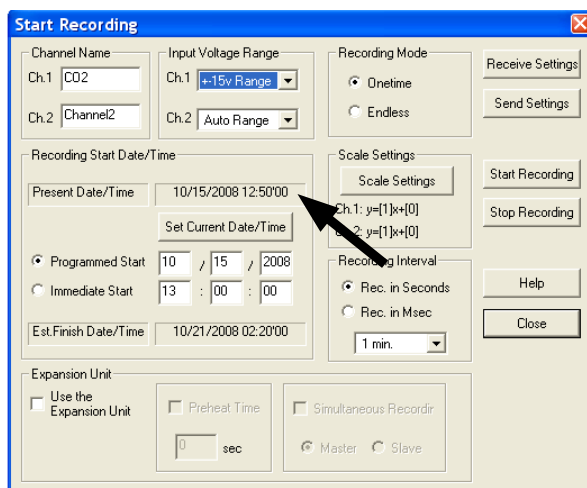 Start Recording
Channel Name
Ch.1 CO2
Ch.2 Channel2
Input Voltage Range
Ch.1 +-15v Range
Ch.2 Auto Range
Recording Mode
Onetime
Endless
Receive Settings
Send Settings
Recording Start Date/Time
Present Date/Time 10/15/2008 12:50'00
Set Current Date/Time
Programmed Start 10 / 15 / 2008
Immediate Start 13 : 00 : 00
Est.Finish Date/Time 10/21/2008 02:20'00
Scale Settings
Scale Settings
Ch.1: y=[1]x+[0]
Ch.2: y=[1]x+[0]
Recording Interval
Rec. in Seconds
Rec. in Msec
1 min.
Start Recording
Stop Recording
Help
Close
Expansion Unit
Use the
Expansion Unit
Preheat Time
0 sec
Simultaneous Recordir
Master Slave